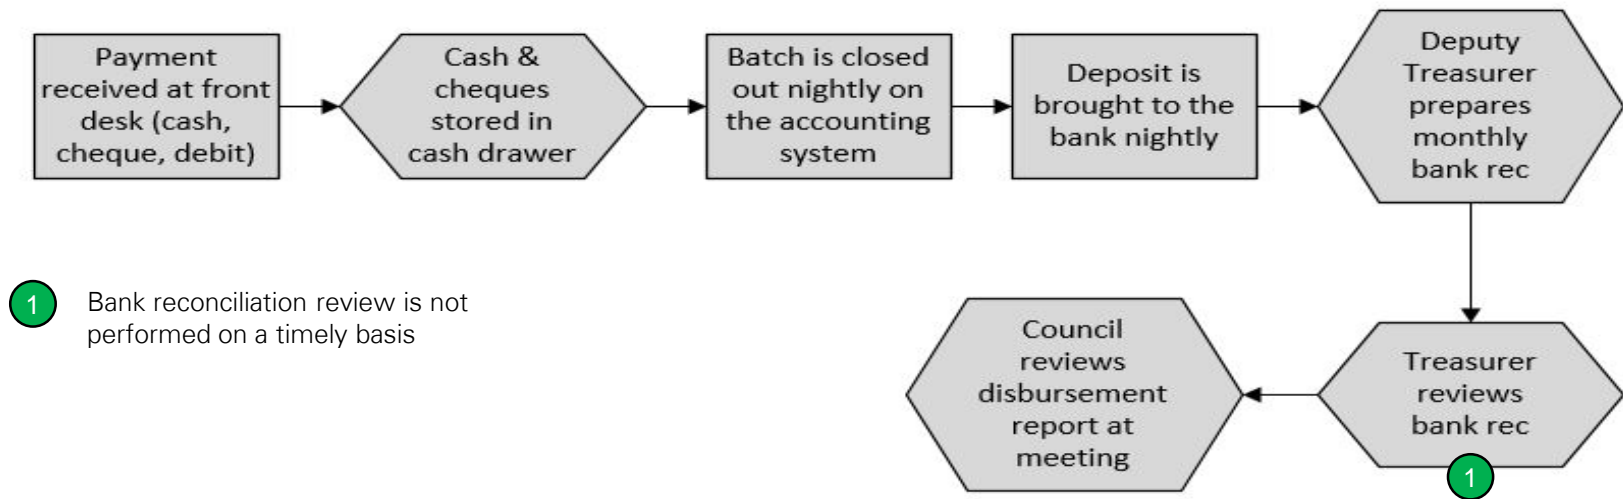 Payment
received at front
desk (cash,
cheque, debit)
Cash &
cheques
stored in
cash drawer
Batch is closed
out nightly on
the accounting
system
Deposit is
brought to the
bank nightly
Deputy
Treasurer
prepares
monthly
bank rec
1
Bank reconciliation review is not
performed on a timely basis
Council
reviews
disbursement
report at
meeting
Treasurer
reviews
bank rec
1